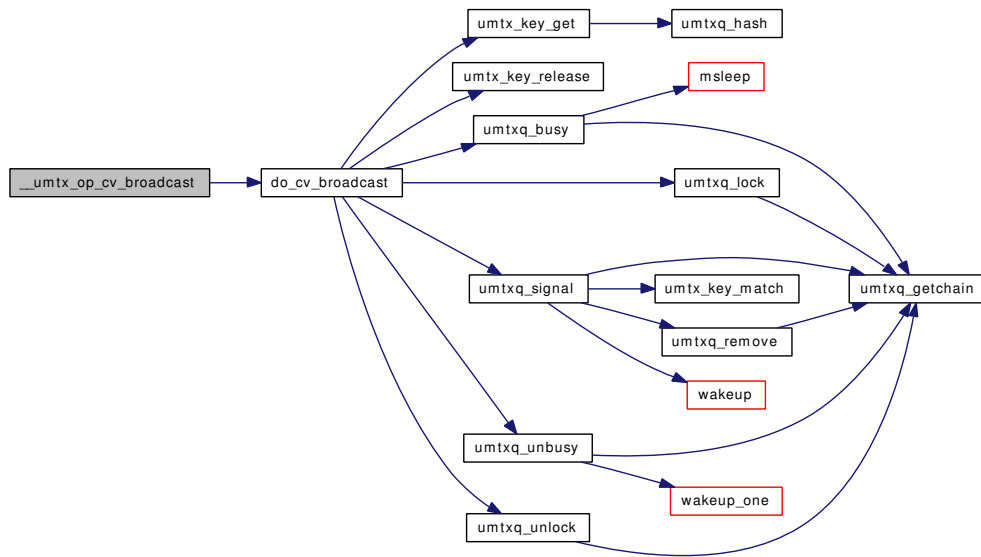 umtx_key_get
umtxq_hash
umtx_key_release
msleep
umtxq_busy
__umtx_op_cv_broadcast
do_cv_broadcast
umtxq_lock
umtxq_signal
umtx_key_match
umtxq_getchain
umtxq_remove
wakeup
umtxq_unbusy
wakeup_one
umtxq_unlock